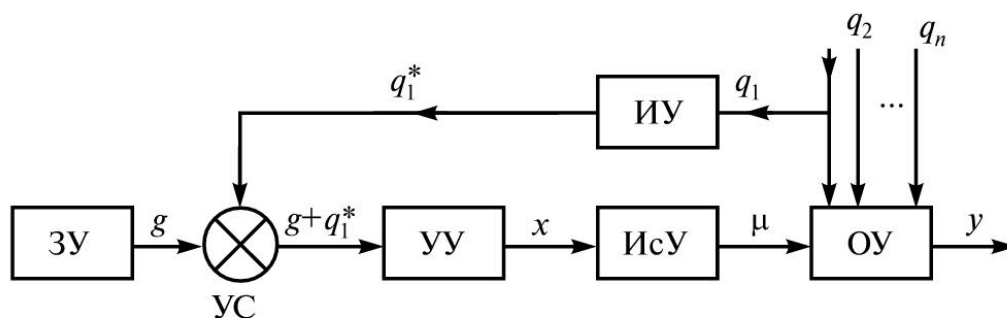 q₂ qₙ
q₁* q₁ ...
ИУ
ЗУ g g+q₁* УУ x ИсУ μ ОУ y
УС